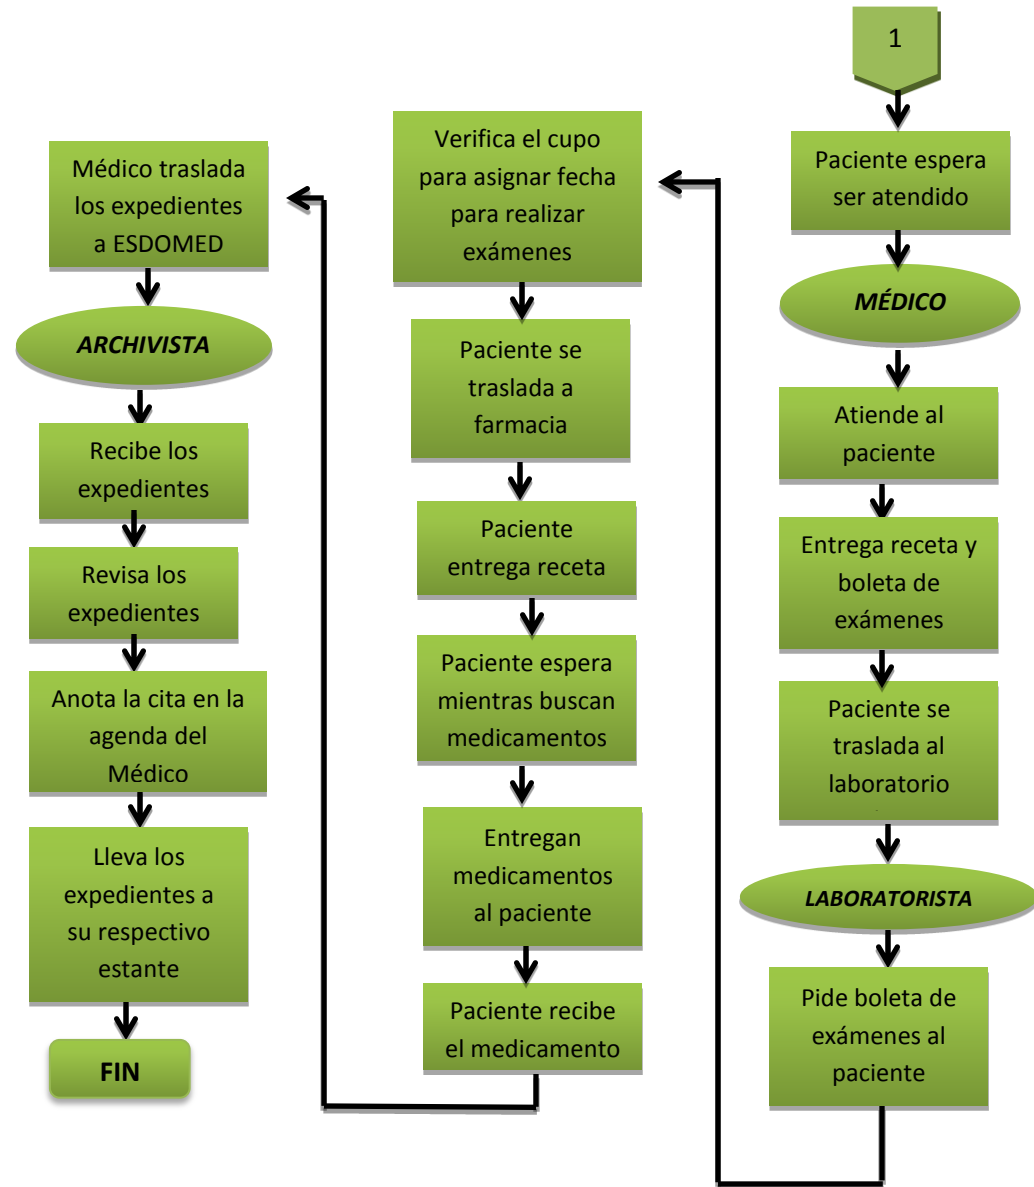 1
Paciente espera
ser atendido
MÉDICO
Atiende al
paciente
Entrega receta y
boleta de
exámenes
Paciente se
traslada al
laboratorio
LABORATORISTA
Pide boleta de
exámenes al
paciente
Verifica el cupo
para asignar fecha
para realizar
exámenes
Paciente se
traslada a
farmacia
Paciente
entrega receta
Paciente espera
mientras buscan
medicamentos
Entregan
medicamentos
al paciente
Paciente recibe
el medicamento
Médico traslada
los expedientes
a ESDOMED
ARCHIVISTA
Recibe los
expedientes
Revisa los
expedientes
Anota la cita en la
agenda del
Médico
Lleva los
expedientes a
su respectivo
estante
FIN